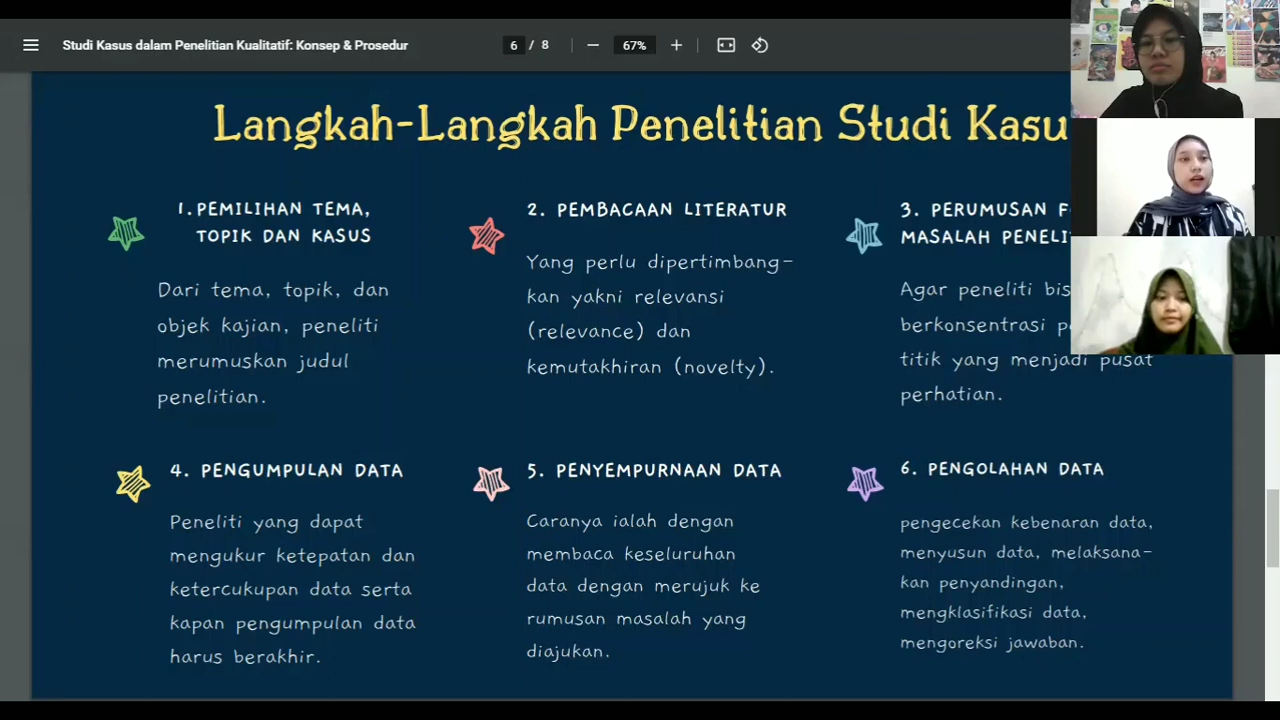 Studi Kasus dalam Penelitian Kualitatif: Konsep & Prosedur
6 / 8
67%
Langkah-Langkah Penelitian Studi
1. PEMILIHAN TEMA,
TOPIK DAN KASUS
Dari tema, topik, dan
objek kajian, peneliti
merumuskan judul
penelitian.
2. PEMBACAAN LITERATUR
Yang perlu dipertimbang-
kan yakni relevansi
(relevance) dan
kemutakhiran (novelty).
3. PERUMUSAN
MASALAH
Agar peneliti
berkonsentrasi
titik yang menjadi pusat
perhatian.
4. PENGUMPULAN DATA
Peneliti yang dapat
mengukur ketepatan dan
ketercukupan data serta
kapan pengumpulan data
harus berakhir.
5. PENYEMPURNAAN DATA
Caranya ialah dengan
membaca keseluruhan
data dengan merujuk ke
rumusan masalah yang
diajukan.
6. PENGOLAHAN DATA
pengecekan kebenaran data,
menyusun data, melaksana-
kan penyandingan,
mengklasifikasi data,
mengoreksi jawaban.